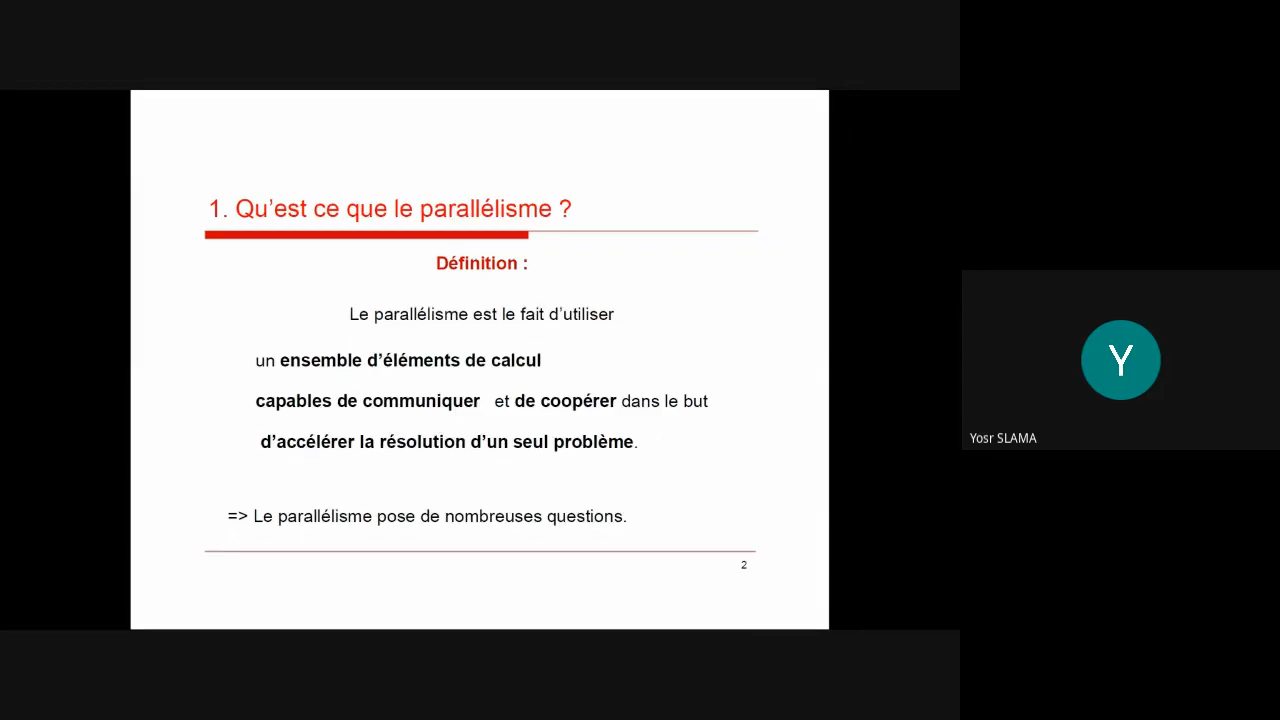 1. Qu’est ce que le parallélisme ?
Définition :
Le parallélisme est le fait d’utiliser
un ensemble d’éléments de calcul
capables de communiquer et de coopérer dans le but
d’accélérer la résolution d’un seul problème.
=> Le parallélisme pose de nombreuses questions.
2
Y
Yosr SLAMA